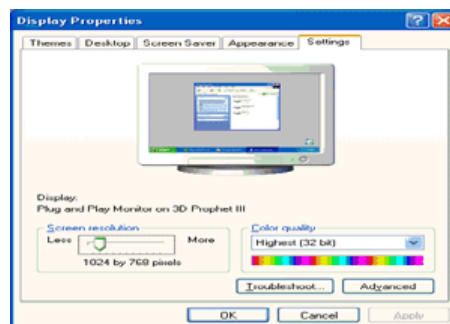 Display Properties
Themes Desktop Screen Saver Appearance Settings
Display:
Plug and Play Monitor on 3D Prophet III
Screen resolution
Less More
1024 by 768 pixels
Color quality
Highest (32 bit)
Troubleshoot... Advanced
OK Cancel Apply